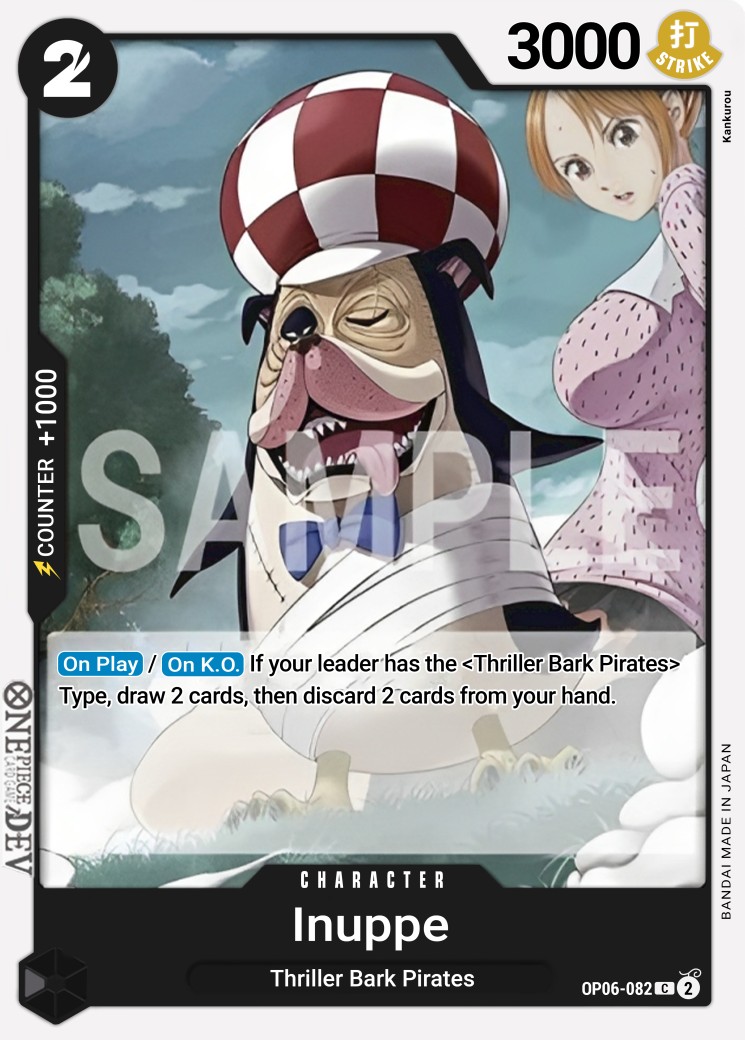 2
3000
打
STRIKE
Kankurou
COUNTER +1000
SAMPLE
On Play / On K.O. If your leader has the <Thriller Bark Pirates>
Type, draw 2 cards, then discard 2 cards from your hand.
ONE PIECE
CARD GAME
DEV
BANDAI MADE IN JAPAN
CHARACTER
Inuppe
Thriller Bark Pirates
OP06-082 C 2